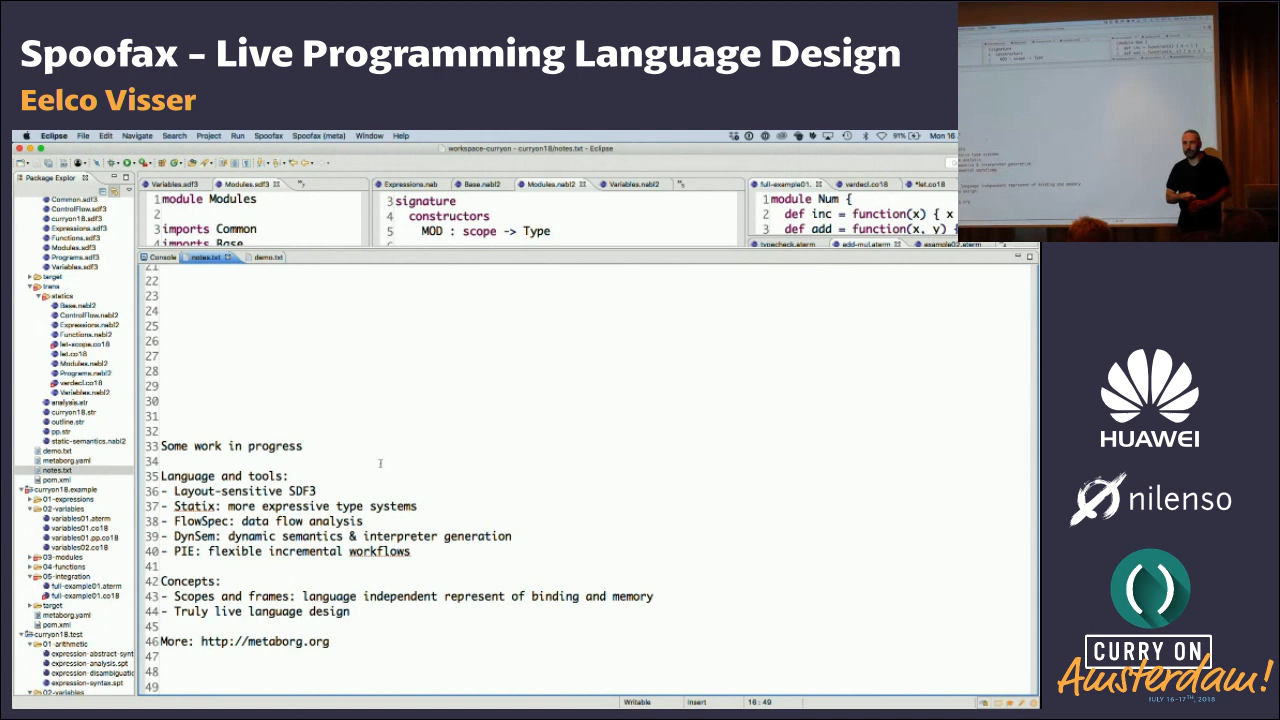 Spoofax – Live Programming Language Design
Eelco Visser
Eclipse File Edit Navigate Search Project Run Spoofax Spoofax (meta) Window Help
91%
Mon 16
workspace-curryon - curryon18/notes.txt - Eclipse
Package Explor
Common.sdf3
ControlFlow.sdf3
curryon18.sdf3
Expressions.sdf3
Functions.sdf3
Modules.sdf3
Programs.sdf3
Variables.sdf3
target
trans
statics
Base.nabl2
ControlFlow.nabl2
Expressions.nabl2
Functions.nabl2
let-scope.co18
let.co18
Modules.nabl2
Programs.nabl2
vardecl.co18
Variables.nabl2
analysis.str
curryon18.str
outline.str
pp.str
static-semantics.nabl2
demo.txt
metaborg.yaml
notes.txt
pom.xml
curryon18.example
01-expressions
02-variables
variables01.aterm
variables01.co18
variables01.pp.co18
variables02.co18
03-modules
04-functions
05-integration
full-example01.aterm
full-example01.co18
target
metaborg.yaml
pom.xml
curryon18.test
01-arithmetic
expression-abstract-synt
expression-analysis.spt
expression-disambiguatic
expression-syntax.spt
02-variables
Variables.sdf3 Modules.sdf3
1 module Modules
2
3 imports Common
4 imports Base
Expressions.nab Base.nabl2 Modules.nabl2 Variables.nabl2
3 signature
4 constructors
5 MOD : scope -> Type
full-example01. vardecl.co18 *let.co18
1 module Num {
2 def inc = function(x) { x
3 def add = function(x, y) {
typecheck.aterm add-mul.aterm example02.aterm
Console notes.txt demo.txt
21
22
23
24
25
26
27
28
29
30
31
32
33 Some work in progress
34
35 Language and tools:
36 - Layout-sensitive SDF3
37 - Statix: more expressive type systems
38 - FlowSpec: data flow analysis
39 - DynSem: dynamic semantics & interpreter generation
40 - PIE: flexible incremental workflows
41
42 Concepts:
43 - Scopes and frames: language independent represent of binding and memory
44 - Truly live language design
45
46 More: http://metaborg.org
47
48
49
Writable Insert 16 : 49
HUAWEI
nilenso
CURRY ON
Amsterdam!
JULY 16-17TH, 2018